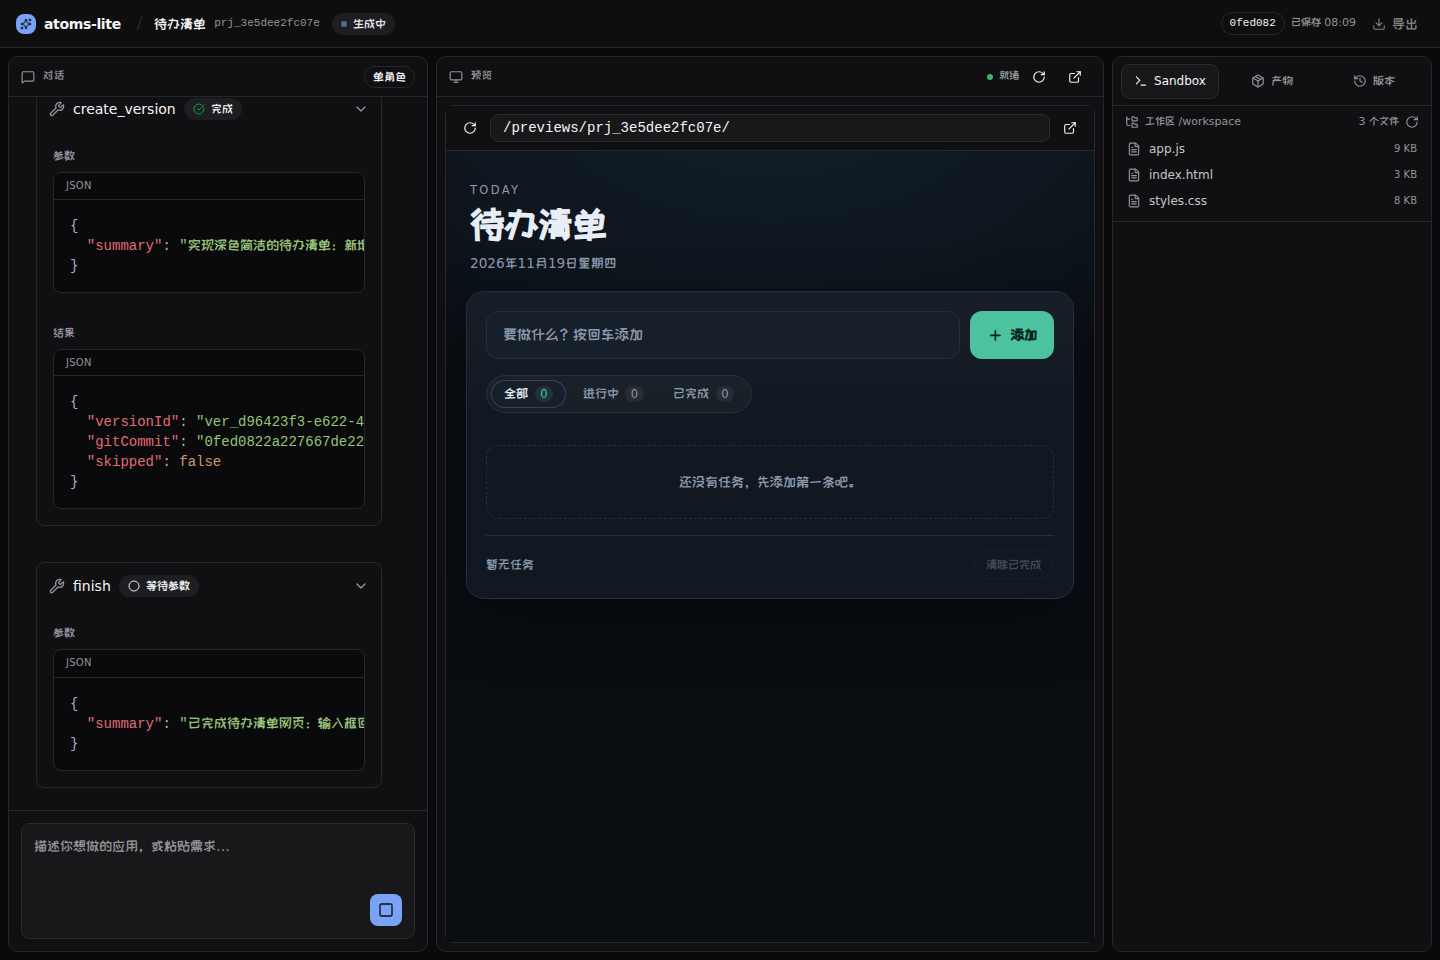 atoms-lite / 待办清单 prj_3e5dee2fc07e 生成中
0fed082 已保存 08:09 导出
对话 单角色
create_version 完成
参数
JSON
{
"summary": "实现深色简洁的待办清单：新增
}
结果
JSON
{
"versionId": "ver_d96423f3-e622-4
"gitCommit": "0fed0822a227667de22
"skipped": false
}
finish 等待参数
参数
JSON
{
"summary": "已完成待办清单网页：输入框回
}
描述你想做的应用，或粘贴需求...
预览 就绪
/previews/prj_3e5dee2fc07e/
TODAY
待办清单
2026年11月19日星期四
要做什么？按回车添加
添加
全部 0 进行中 0 已完成 0
还没有任务，先添加第一条吧。
暂无任务 清除已完成
Sandbox 产物 版本
工作区 /workspace 3 个文件
app.js 9 KB
index.html 3 KB
styles.css 8 KB